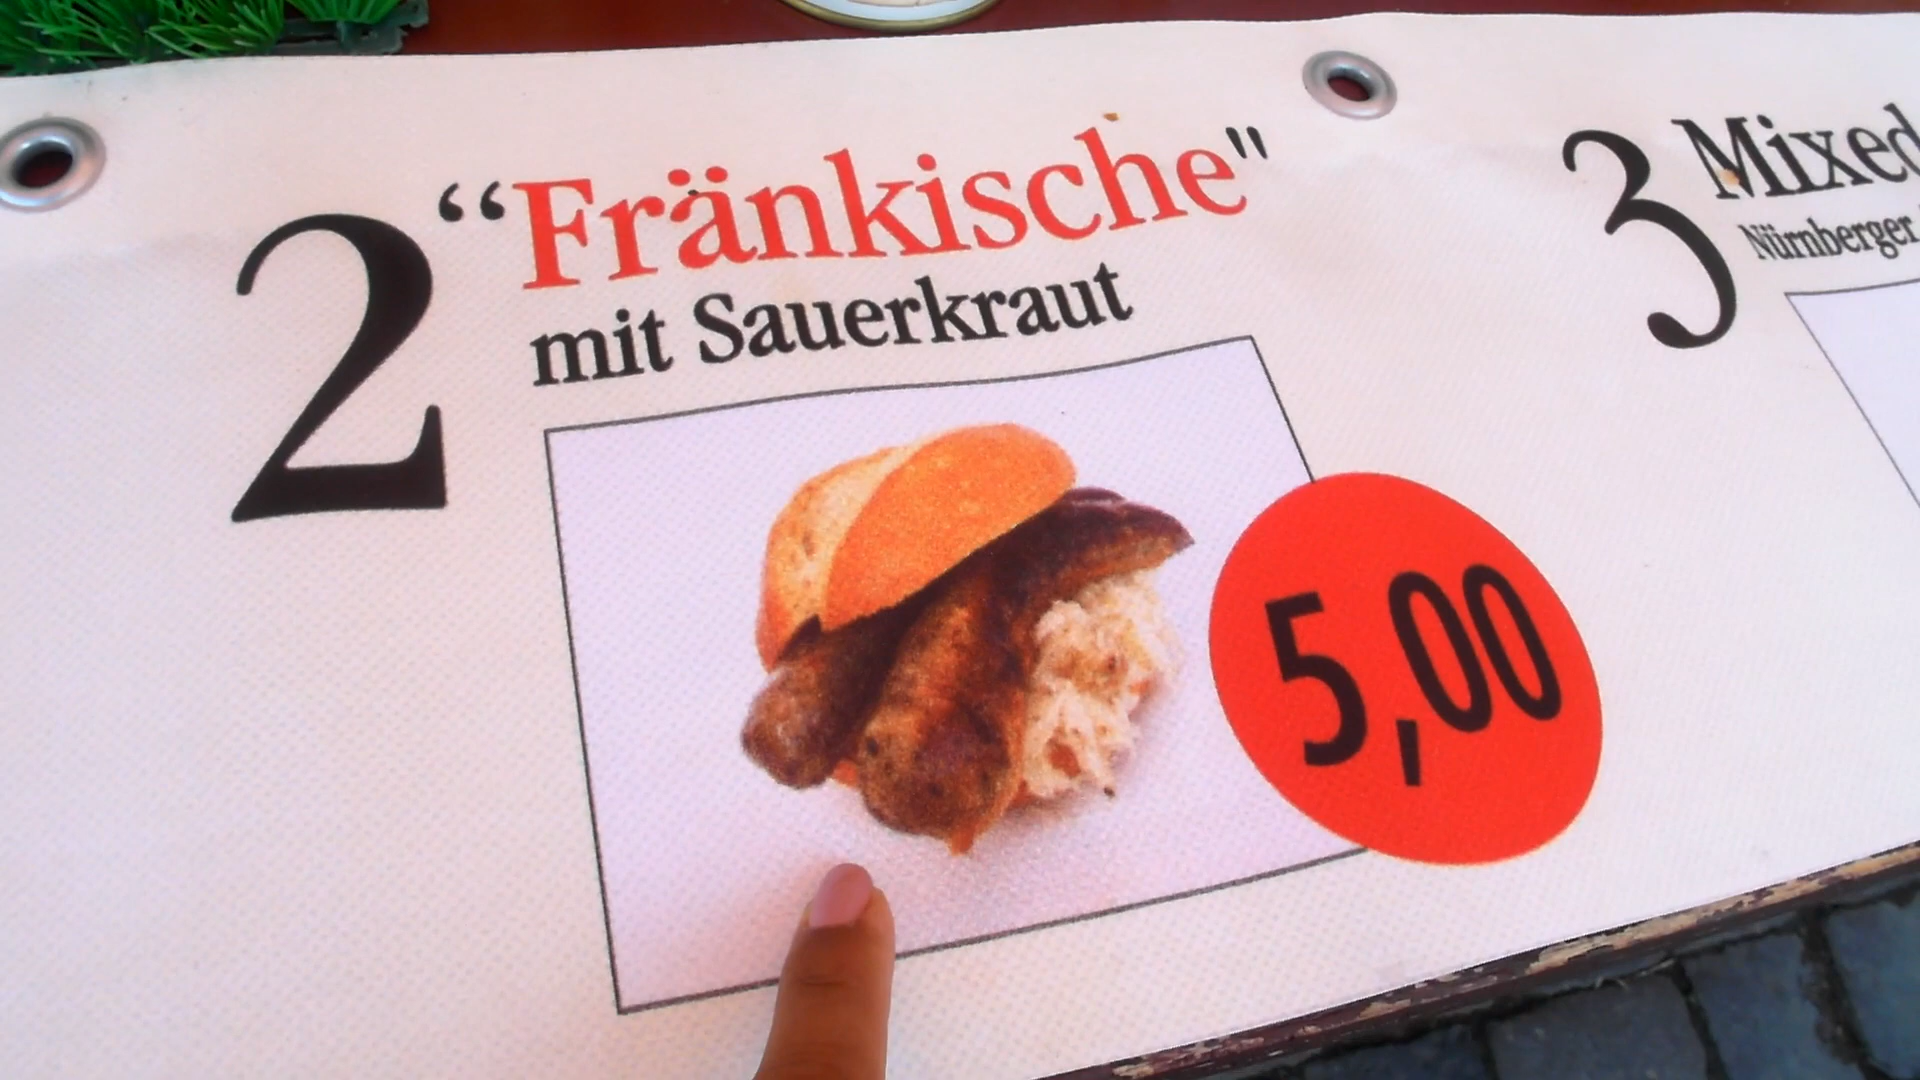 2 “Fränkische"
mit Sauerkraut
5,00
3 Mixed
Nürnberger